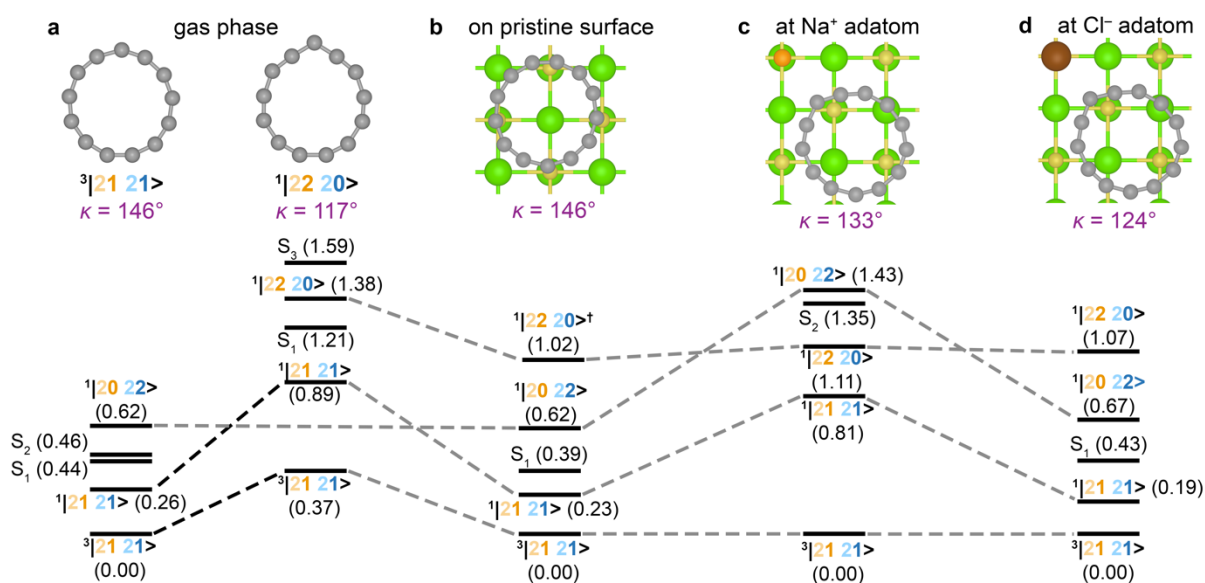 a gas phase
b on pristine surface
c at Na⁺ adatom
d at Cl⁻ adatom
³|21 21>
κ = 146°
¹|22 20>
κ = 117°
κ = 146°
κ = 133°
κ = 124°
¹|20 22>
(0.62)
S₂ (0.46)
S₁ (0.44)
¹|21 21> (0.26)
³|21 21>
(0.00)
S₃ (1.59)
¹|22 20> (1.38)
S₁ (1.21)
¹|21 21>
(0.89)
³|21 21>
(0.37)
¹|22 20>†
(1.02)
¹|20 22>
(0.62)
S₁ (0.39)
¹|21 21> (0.23)
³|21 21>
(0.00)
¹|20 22> (1.43)
S₂ (1.35)
¹|22 20>
(1.11)
¹|21 21>
(0.81)
³|21 21>
(0.00)
¹|22 20>
(1.07)
¹|20 22>
(0.67)
S₁ (0.43)
¹|21 21> (0.19)
³|21 21>
(0.00)